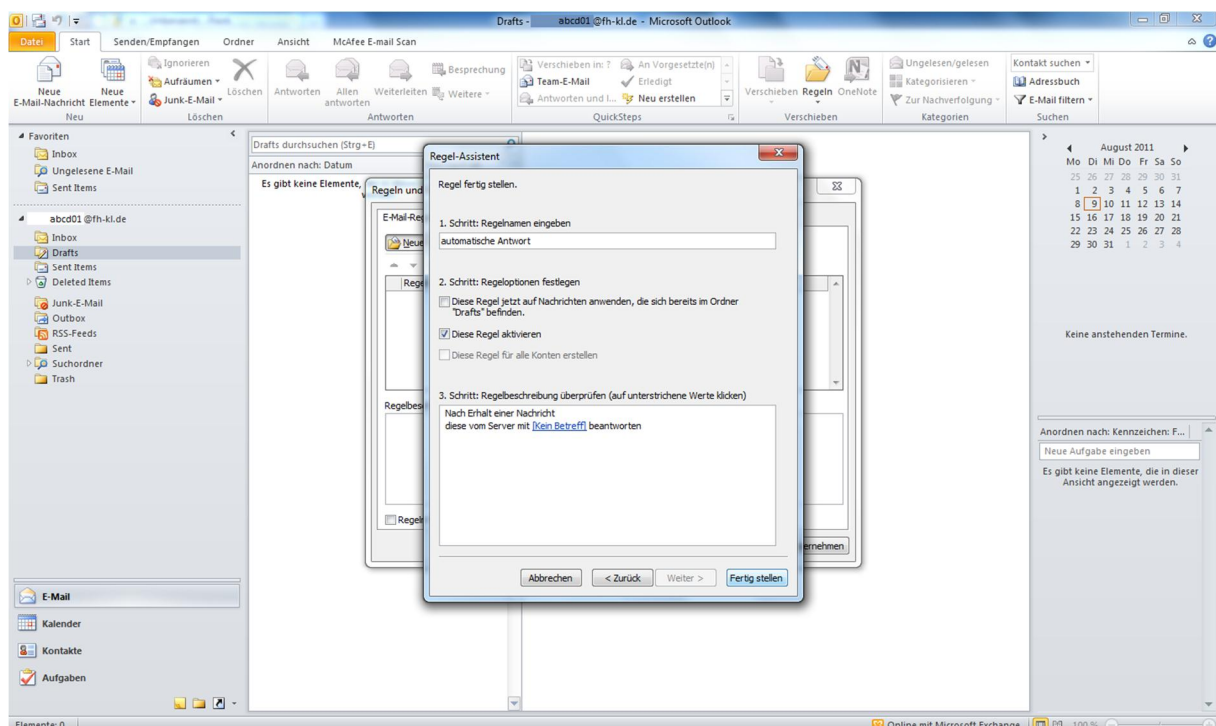 Drafts - abcd01 @fh-kl.de - Microsoft Outlook
Datei Start Senden/Empfangen Ordner Ansicht McAfee E-mail Scan
Neue E-Mail-Nachricht
Neue Elemente
Neu
Ignorieren
Aufräumen
Junk-E-Mail
Löschen
Löschen
Antworten
Allen antworten
Weiterleiten
Besprechung
Weitere
Antworten
Verschieben in: ?
Team-E-Mail
Antworten und l...
An Vorgesetzte(n)
Erledigt
Neu erstellen
QuickSteps
Verschieben
Regeln
OneNote
Verschieben
Ungelesen/gelesen
Kategorisieren
Zur Nachverfolgung
Kategorien
Kontakt suchen
Adressbuch
E-Mail filtern
Suchen
Favoriten
Inbox
Ungelesene E-Mail
Sent Items
abcd01 @fh-kl.de
Inbox
Drafts
Sent Items
Deleted Items
Junk-E-Mail
Outbox
RSS-Feeds
Sent
Suchordner
Trash
E-Mail
Kalender
Kontakte
Aufgaben
Elemente: 0
Drafts durchsuchen (Strg+E)
Anordnen nach: Datum
Es gibt keine Elemente,
Regeln und
E-Mail-Reg
Neue
Rege
Regelbes
Regel
ernehmen
Regel-Assistent
Regel fertig stellen.
1. Schritt: Regelnamen eingeben
automatische Antwort
2. Schritt: Regeloptionen festlegen
Diese Regel jetzt auf Nachrichten anwenden, die sich bereits im Ordner
"Drafts" befinden.
Diese Regel aktivieren
Diese Regel für alle Konten erstellen
3. Schritt: Regelbeschreibung überprüfen (auf unterstrichene Werte klicken)
Nach Erhalt einer Nachricht
diese vom Server mit [Kein Betreff] beantworten
Abbrechen < Zurück Weiter > Fertig stellen
August 2011
Mo Di Mi Do Fr Sa So
25 26 27 28 29 30 31
1 2 3 4 5 6 7
8 9 10 11 12 13 14
15 16 17 18 19 20 21
22 23 24 25 26 27 28
29 30 31 1 2 3 4
Keine anstehenden Termine.
Anordnen nach: Kennzeichen: F...
Neue Aufgabe eingeben
Es gibt keine Elemente, die in dieser
Ansicht angezeigt werden.
Online mit Microsoft Exchange 100 %